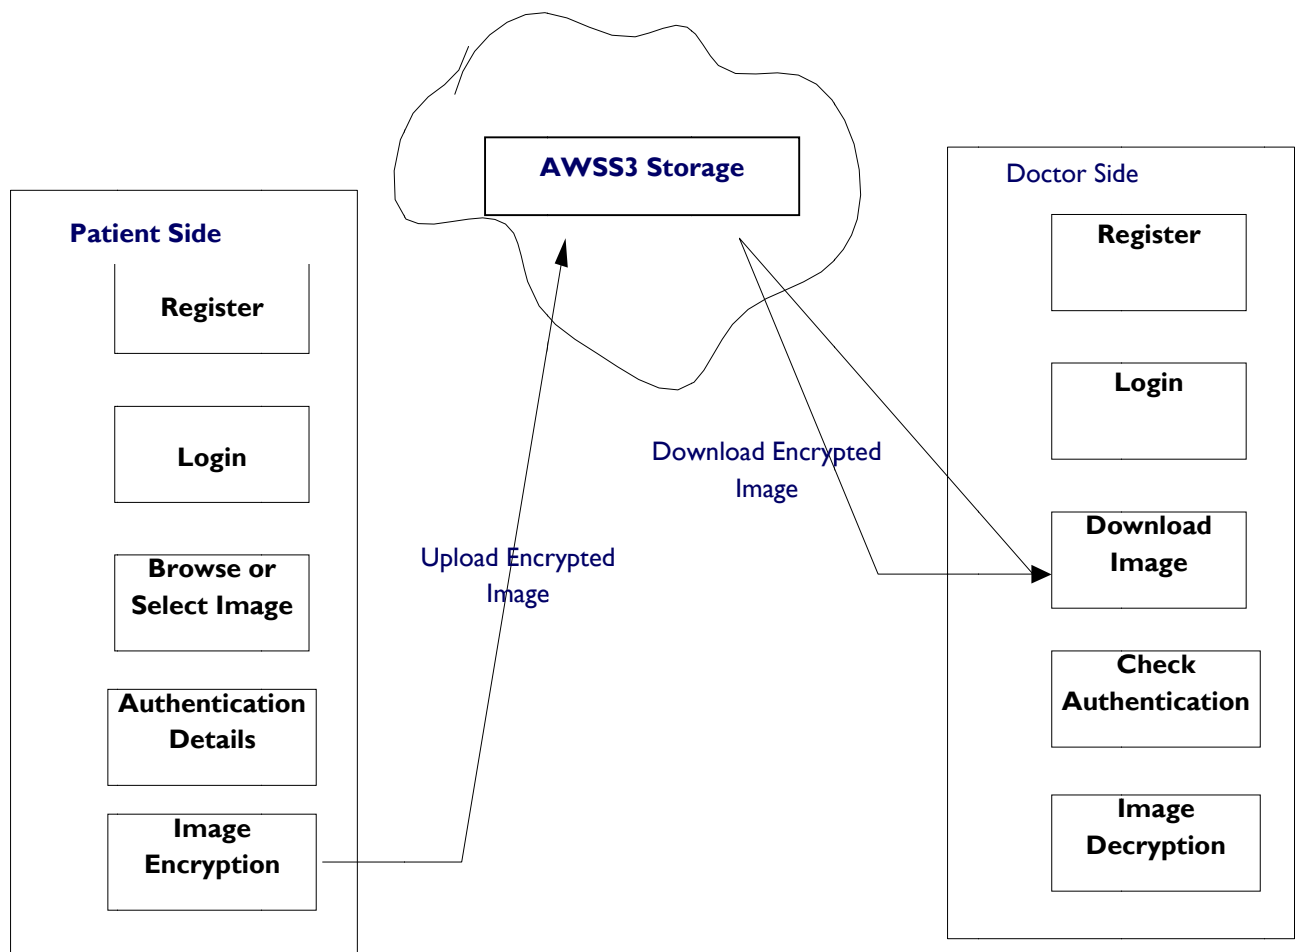 AWSS3 Storage
Patient Side
Register
Login
Browse or
Select Image
Authentication
Details
Image
Encryption
Upload Encrypted
Image
Download Encrypted
Image
Doctor Side
Register
Login
Download
Image
Check
Authentication
Image
Decryption